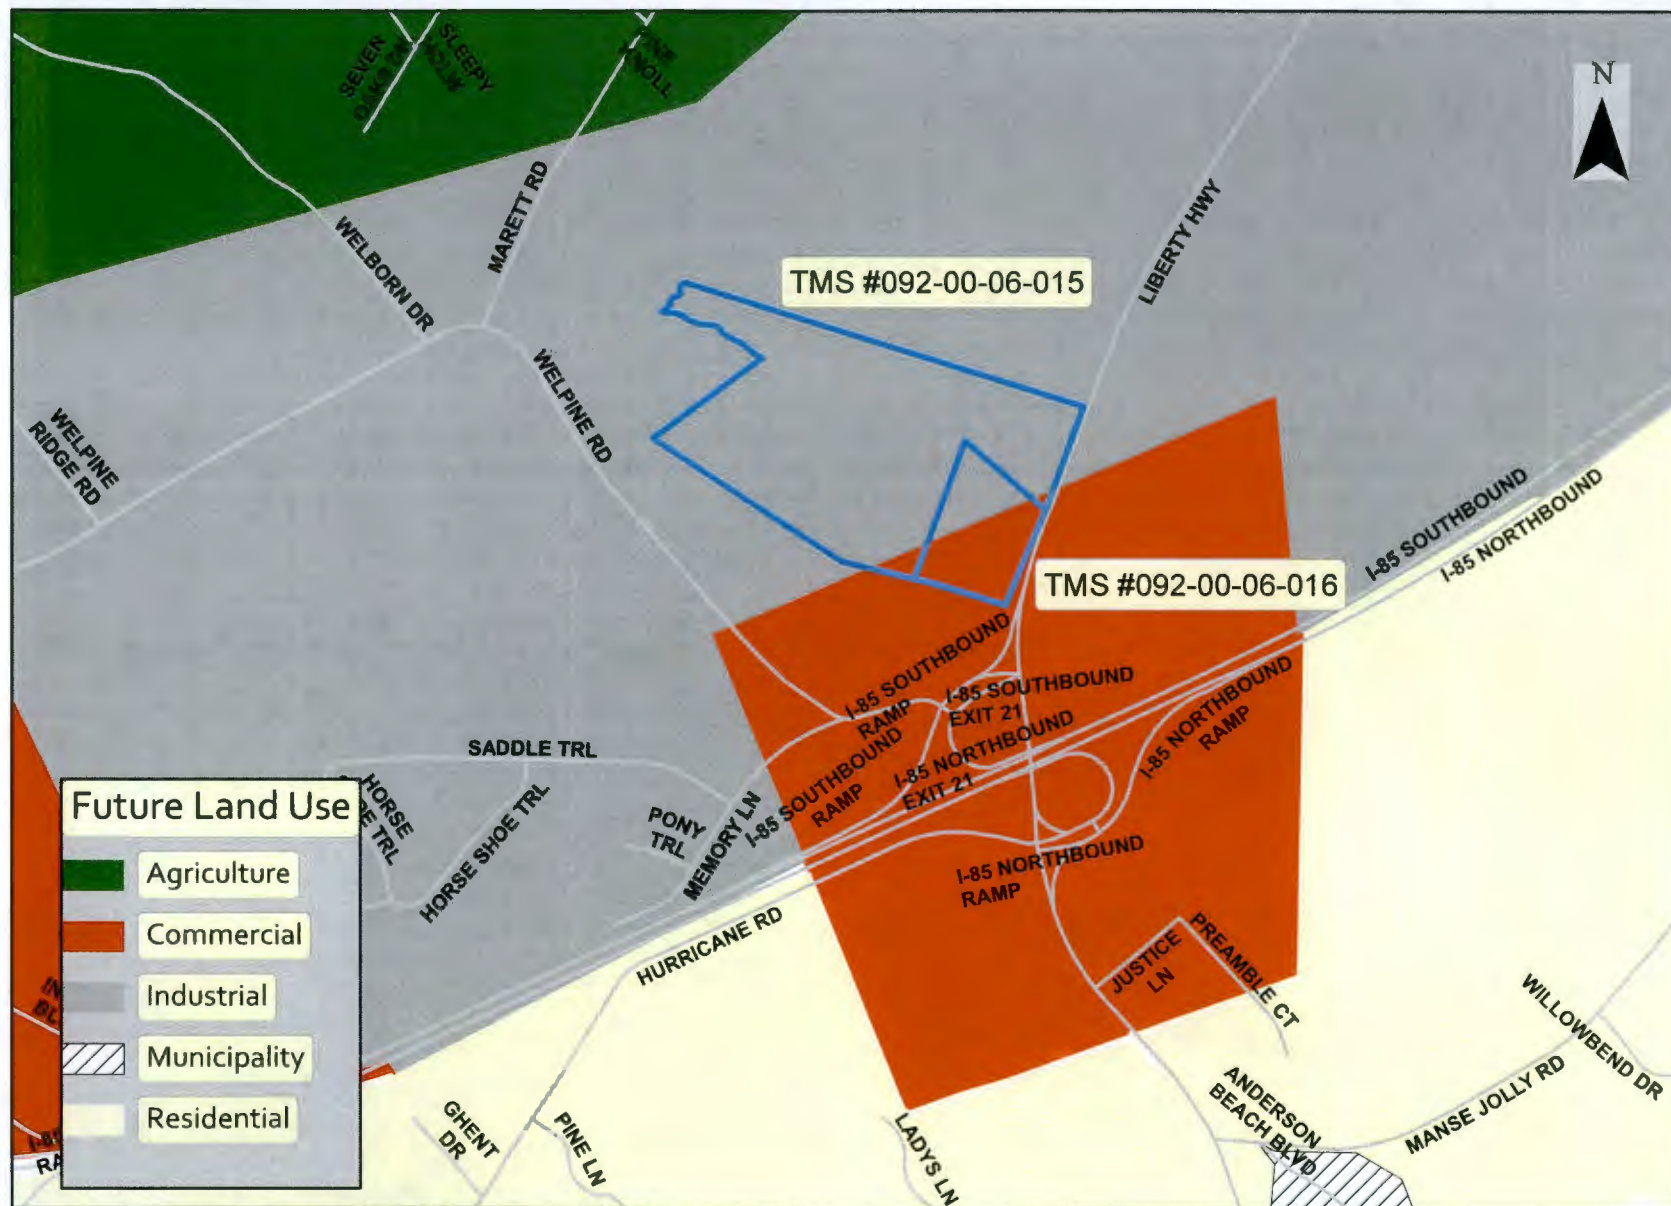 SEVEN
SLEEPY
KNOLL
N
MARETT RD
LIBERTY HWY
WELBORN DR
TMS #092-00-06-015
WELPINE RD
WELPINE
RIDGE RD
I-85 SOUTHBOUND
I-85 NORTHBOUND
TMS #092-00-06-016
I-85 SOUTHBOUND
RAMP
I-85 SOUTHBOUND
EXIT 21
I-85 NORTHBOUND
RAMP
I-85 NORTHBOUND
EXIT 21
I-85 SOUTHBOUND
RAMP
SADDLE TRL
HORSE
TRL
HORSE SHOE TRL
PONY
TRL
MEMORY LN
I-85 NORTHBOUND
RAMP
HURRICANE RD
JUSTICE
LN
PREAMBLE CT
WILLOWBEND DR
MANSE JOLLY RD
ANDERSON
BEACH BLVD
LADYS LN
PINE LN
GHENT
DR
Future Land Use
Agriculture
Commercial
Industrial
Municipality
Residential